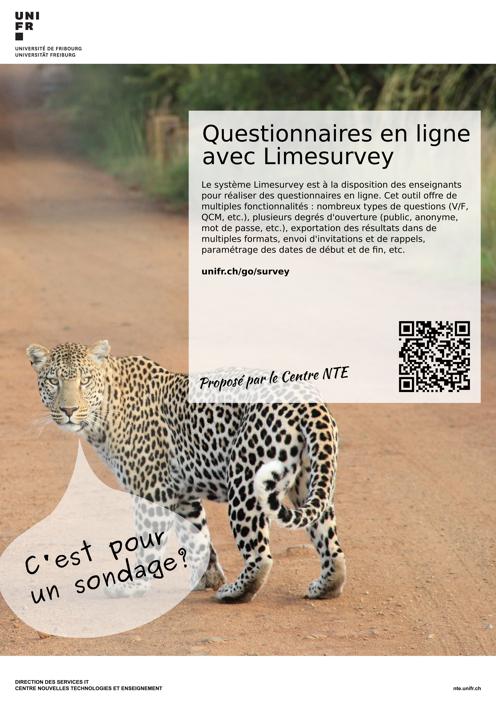 UNI
FR
UNIVERSITÉ DE FRIBOURG
UNIVERSITÄT FREIBURG
Questionnaires en ligne
avec Limesurvey
Le système Limesurvey est à la disposition des enseignants
pour réaliser des questionnaires en ligne. Cet outil offre de
multiples fonctionnalités : nombreux types de questions (V/F,
QCM, etc.), plusieurs degrés d'ouverture (public, anonyme,
mot de passe, etc.), exportation des résultats dans de
multiples formats, envoi d'invitations et de rappels,
paramétrage des dates de début et de fin, etc.
unifr.ch/go/survey
Proposé par le Centre NTE
C'est pour
un sondage?
DIRECTION DES SERVICES IT
CENTRE NOUVELLES TECHNOLOGIES ET ENSEIGNEMENT
nte.unifr.ch